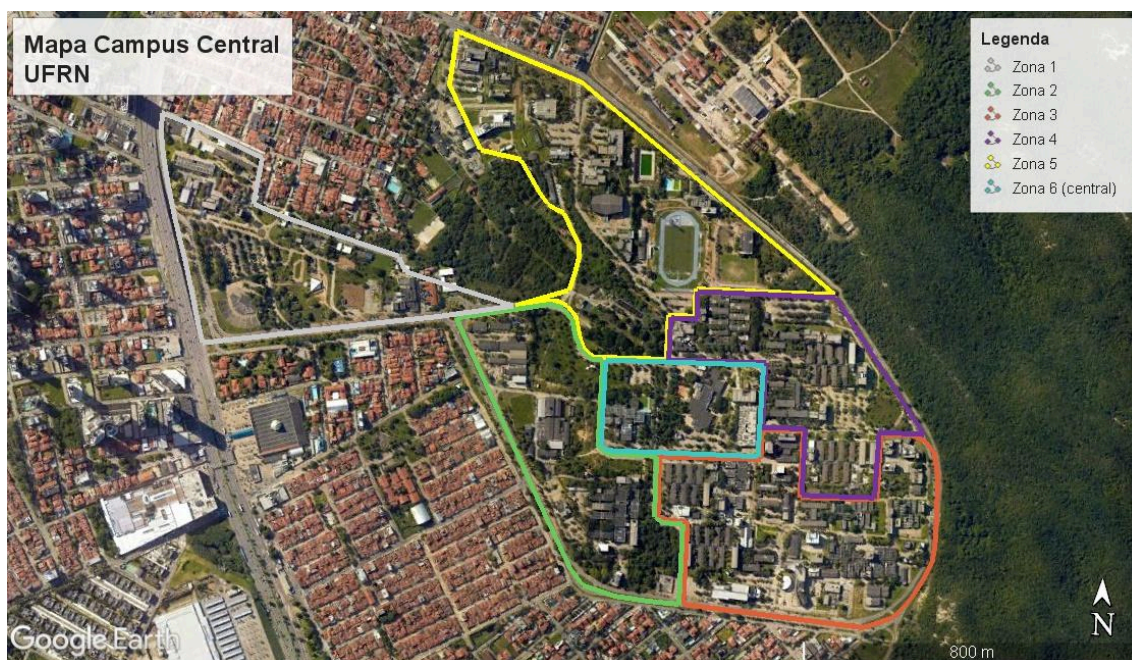 Mapa Campus Central
UFRN
Legenda
Zona 1
Zona 2
Zona 3
Zona 4
Zona 5
Zona 6 (central)
N
Google Earth
800 m